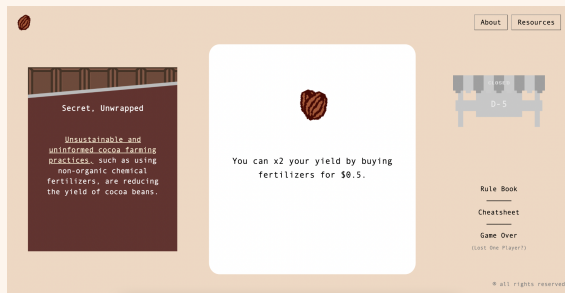 About
Resources
Secret, Unwrapped
Unsustainable and
uninformed cocoa farming
practices, such as using
non-organic chemical
fertilizers, are reducing
the yield of cocoa beans.
You can x2 your yield by buying
fertilizers for $0.5.
CLOSED
D-5
Rule Book
Cheatsheet
Game Over
(Last One Player?)
© all rights reserved